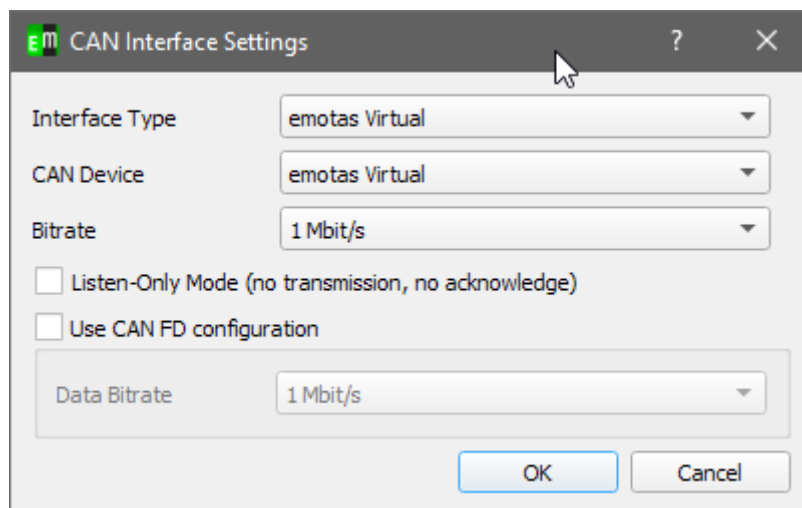 Em CAN Interface Settings ?
Interface Type emotas Virtual
CAN Device emotas Virtual
Bitrate 1 Mbit/s
Listen-Only Mode (no transmission, no acknowledge)
Use CAN FD configuration
Data Bitrate 1 Mbit/s
OK Cancel